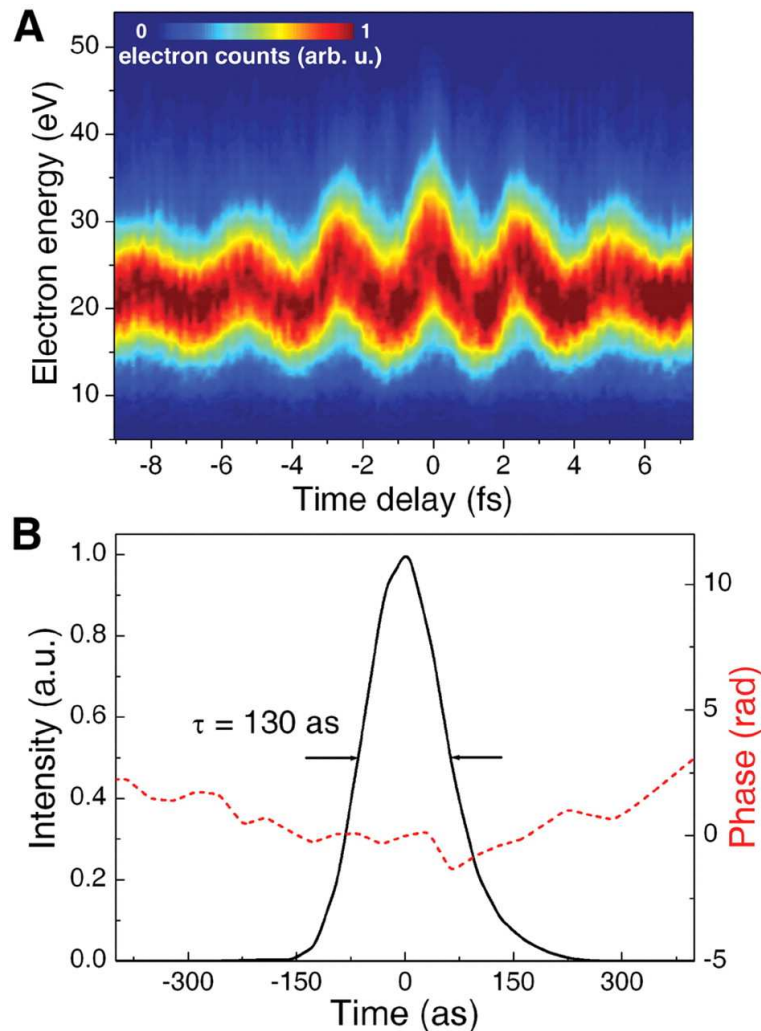 A
0 1
electron counts (arb. u.)
Electron energy (eV)
50
40
30
20
10
-8 -6 -4 -2 0 2 4 6
Time delay (fs)
B
Intensity (a.u.)
1.0
0.8
0.6
0.4
0.2
0.0
τ = 130 as
10
5
0
-5
Phase (rad)
-300 -150 0 150 300
Time (as)